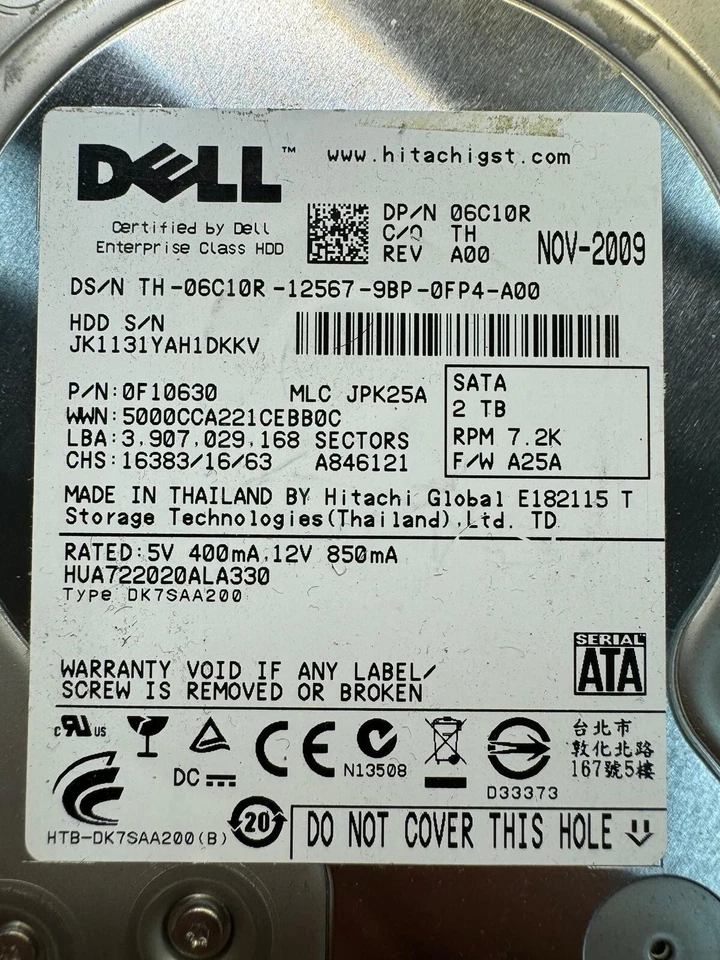 DELL™ www.hitachigst.com
Certified by Dell
Enterprise Class HDD
DP/N 06C10R
C/O TH
REV A00
NOV-2009
DS/N TH-06C10R-12567-9BP-0FP4-A00
HDD S/N
JK1131YAH1DKKV
P/N:0F10630 MLC JPK25A
WWN:5000CCA221CEBB0C
LBA:3,907,029,168 SECTORS
CHS:16383/16/63 A846121
SATA
2 TB
RPM 7.2K
F/W A25A
MADE IN THAILAND BY Hitachi Global E182115 T
Storage Technologies(Thailand),Ltd. TD
RATED:5V 400mA,12V 850mA
HUA722020ALA330
Type DK7SAA200
WARRANTY VOID IF ANY LABEL/
SCREW IS REMOVED OR BROKEN
SERIAL
ATA
c RU US
DC
CE
N13508
D33373
台北市
敦化北路
167號5樓
HTB-DK7SAA200(B)
20
DO NOT COVER THIS HOLE